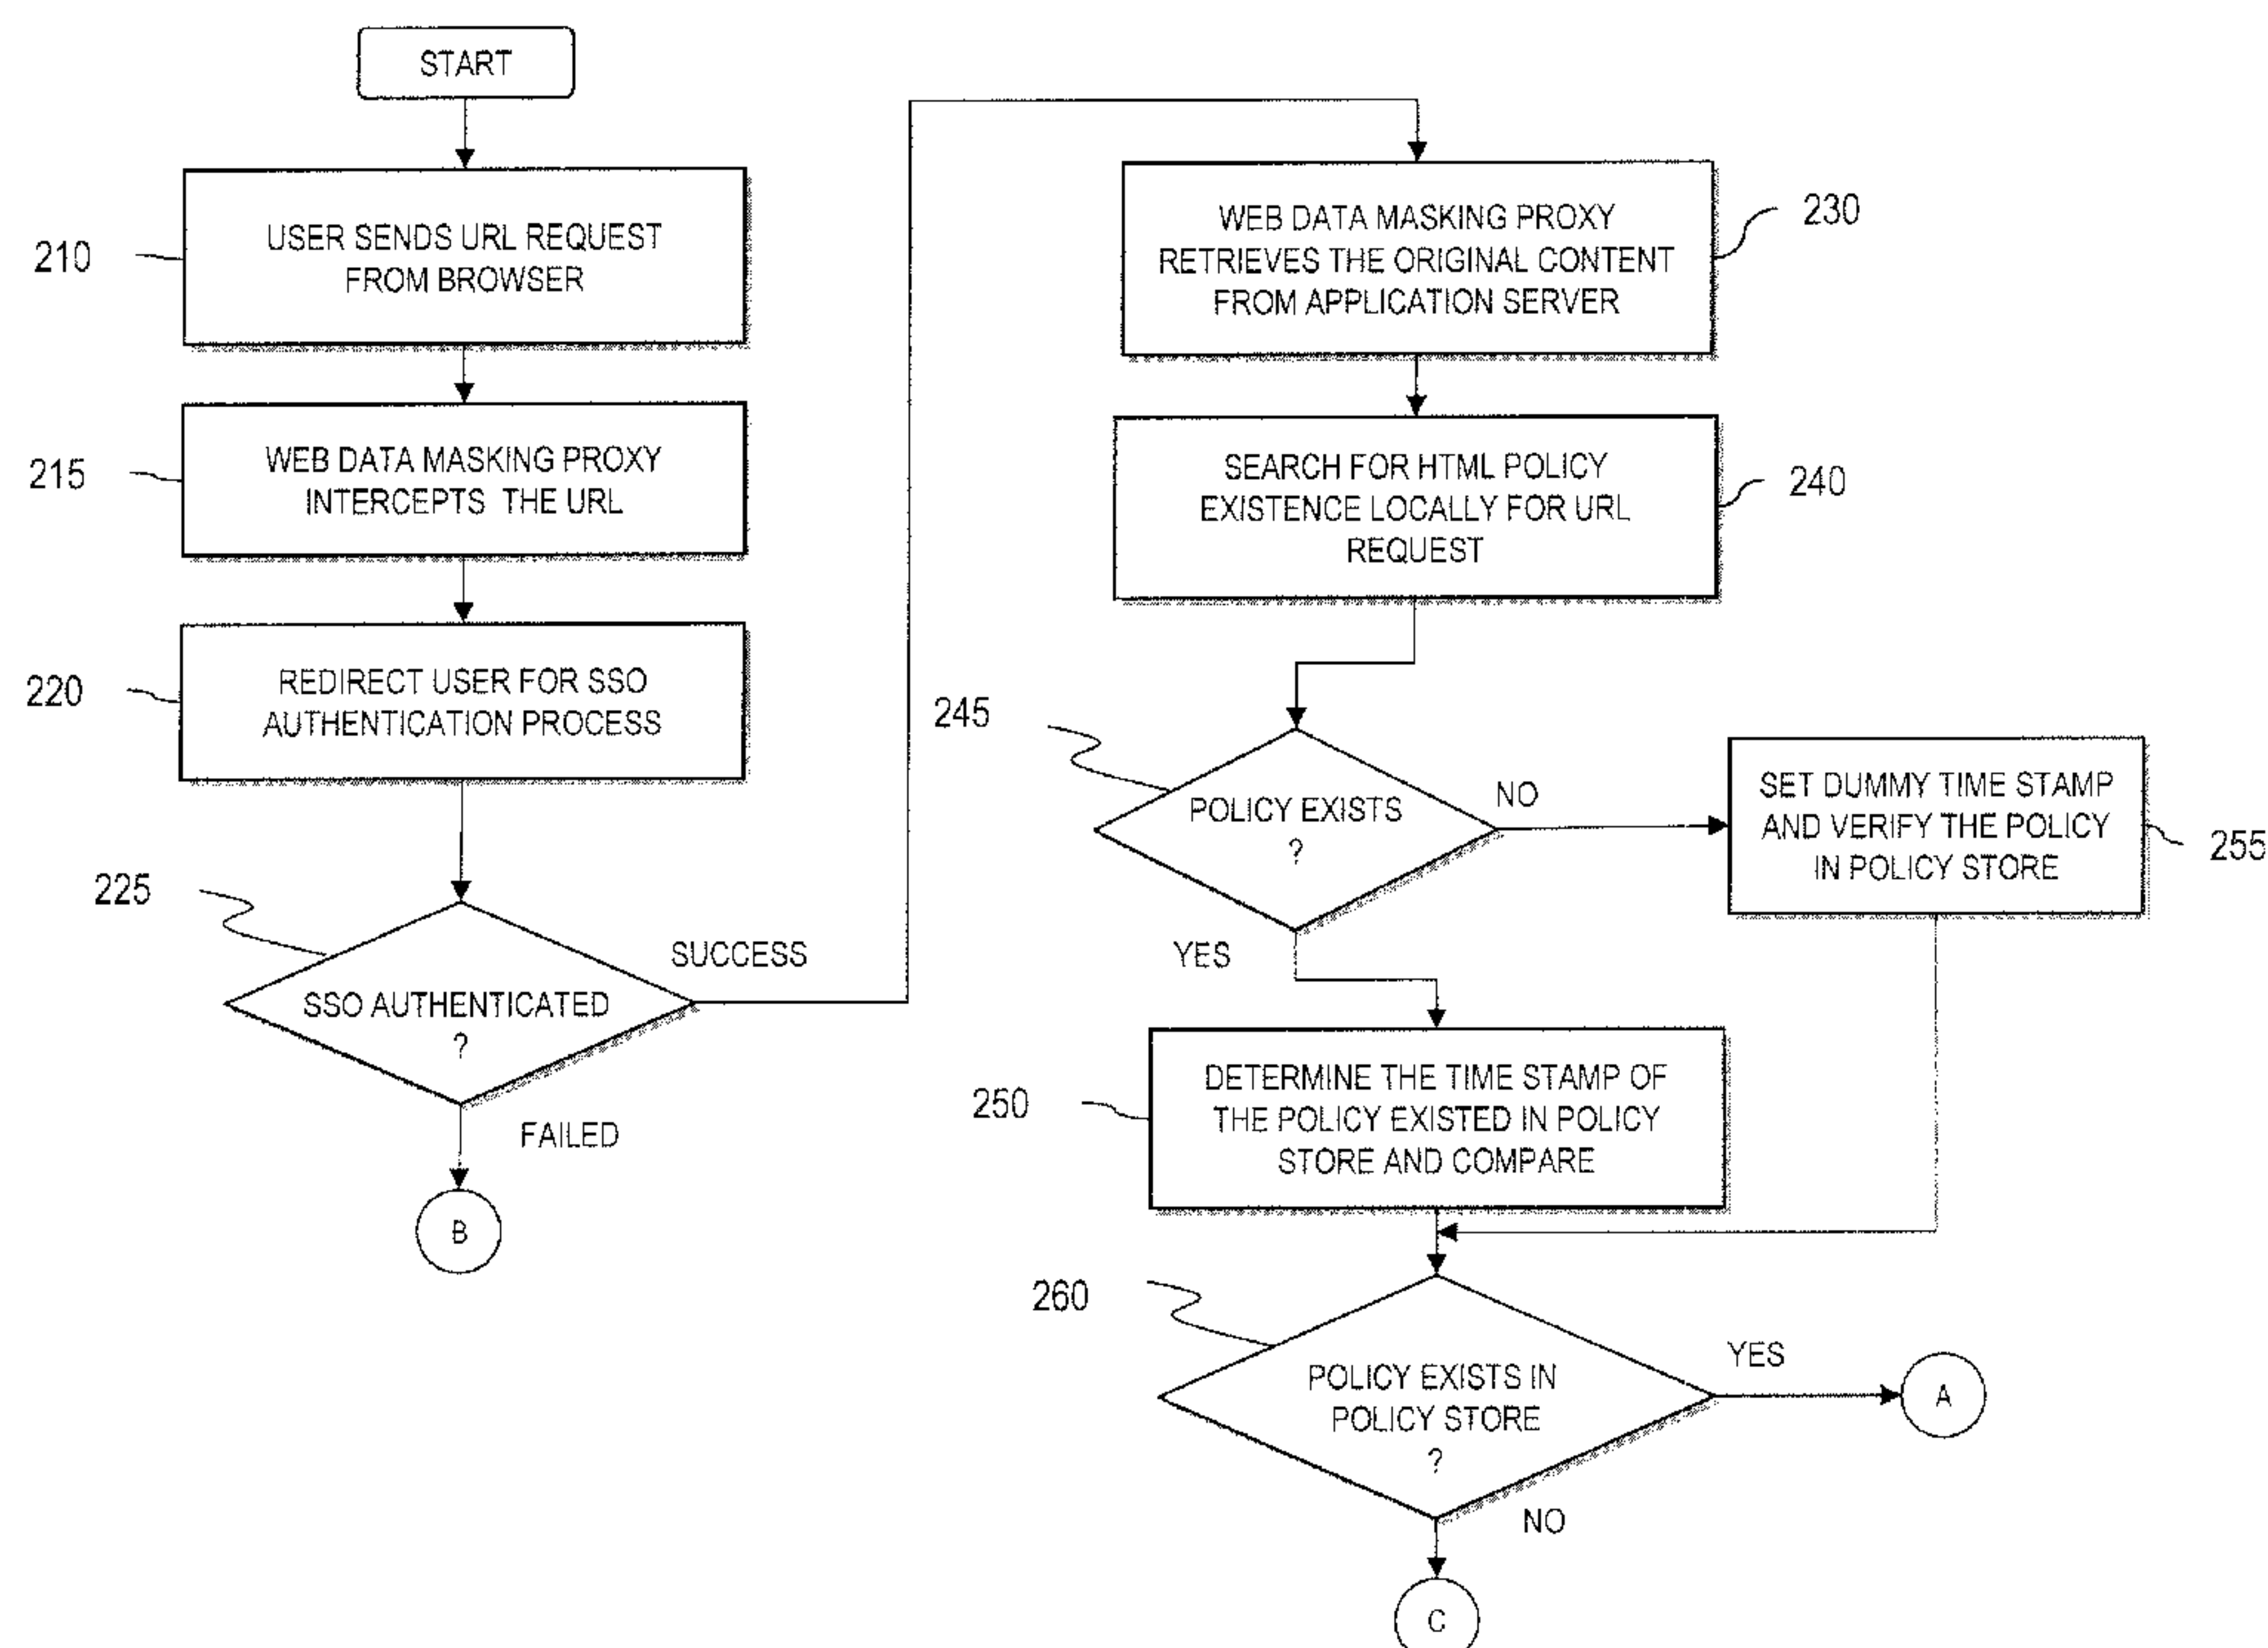 START
210
USER SENDS URL REQUEST
FROM BROWSER
215
WEB DATA MASKING PROXY
INTERCEPTS THE URL
220
REDIRECT USER FOR SSO
AUTHENTICATION PROCESS
225
SSO AUTHENTICATED
?
SUCCESS
FAILED
B
WEB DATA MASKING PROXY
RETRIEVES THE ORIGINAL CONTENT
FROM APPLICATION SERVER
230
SEARCH FOR HTML POLICY
EXISTENCE LOCALLY FOR URL
REQUEST
240
245
POLICY EXISTS
?
NO
YES
SET DUMMY TIME STAMP
AND VERIFY THE POLICY
IN POLICY STORE
255
250
DETERMINE THE TIME STAMP OF
THE POLICY EXISTED IN POLICY
STORE AND COMPARE
260
POLICY EXISTS IN
POLICY STORE
?
YES
A
NO
C